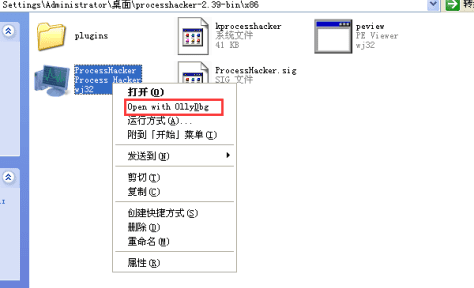 Settings\Administrator\桌面\processhacker-2.39-bin\x86
转到
plugins
kprocesshacker
系统文件
41 KB
peview
PE Viewer
wj32
ProcessHacker
Process Hacker
wj32
ProcessHacker.sig
SIG 文件
打开(O)
Open with OllyDbg
运行方式(A)...
附到「开始」菜单(I)
发送到(N)
剪切(T)
复制(C)
创建快捷方式(S)
删除(D)
重命名(M)
属性(R)